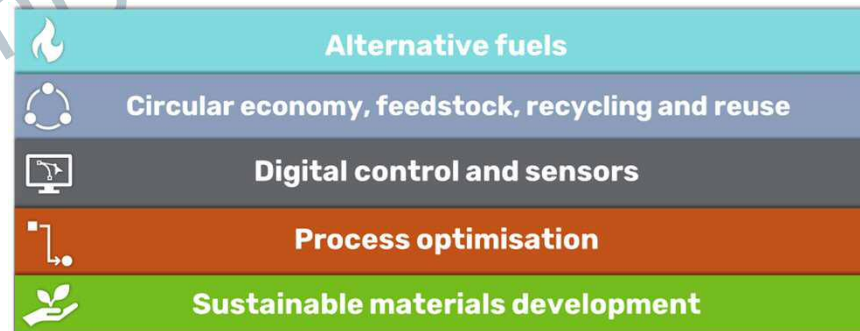 Alternative fuels
Circular economy, feedstock, recycling and reuse
Digital control and sensors
Process optimisation
Sustainable materials development